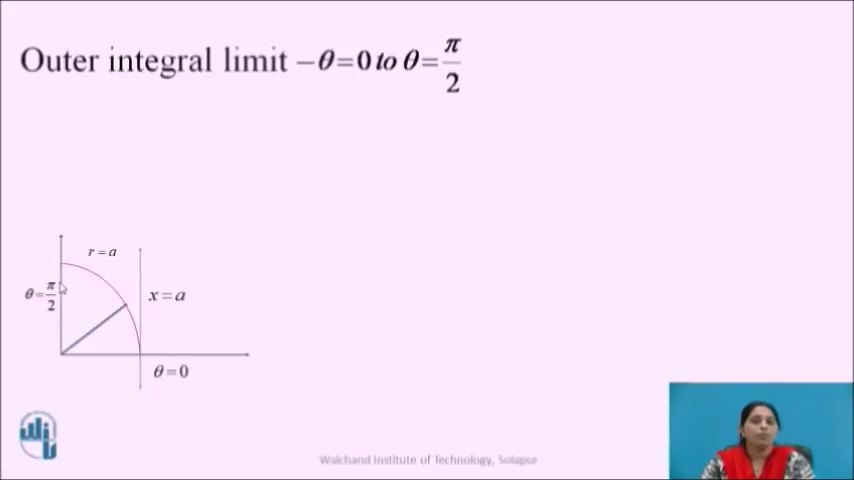 Outer integral limit – θ = 0 to θ = π/2
r = a
θ = π/2
x = a
θ = 0
Walchand Institute of Technology, Solapur